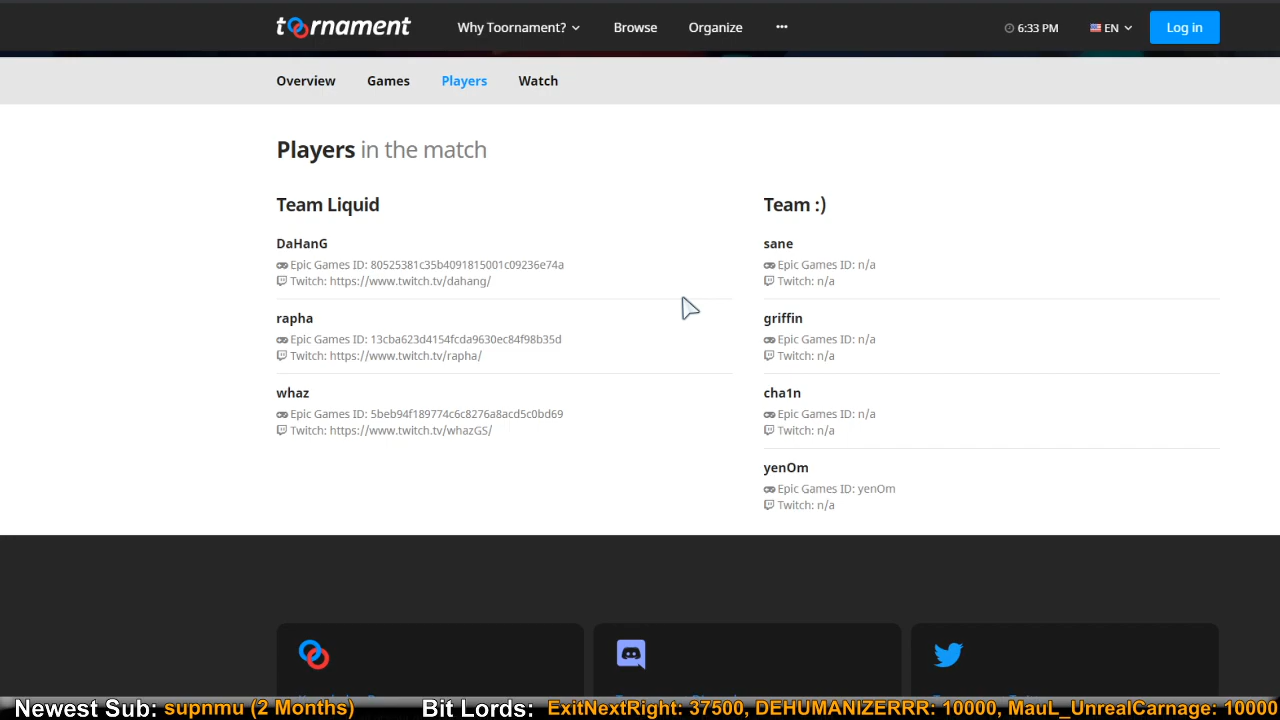 toornament
Why Toornament?
Browse
Organize
•••
6:33 PM
EN
Log in
Overview
Games
Players
Watch
Players in the match
Team Liquid
DaHanG
Epic Games ID: 80525381c35b4091815001c09236e74a
Twitch: https://www.twitch.tv/dahang/
rapha
Epic Games ID: 13cba623d4154fcda9630ec84f98b35d
Twitch: https://www.twitch.tv/rapha/
whaz
Epic Games ID: 5beb94f189774c6c8276a8acd5c0bd69
Twitch: https://www.twitch.tv/whazGS/
Team :)
sane
Epic Games ID: n/a
Twitch: n/a
griffin
Epic Games ID: n/a
Twitch: n/a
cha1n
Epic Games ID: n/a
Twitch: n/a
yenOm
Epic Games ID: yenOm
Twitch: n/a
Newest Sub: supnmu (2 Months)
Bit Lords: ExitNextRight: 37500, DEHUMANIZERRR: 10000, MauL_UnrealCarnage: 10000